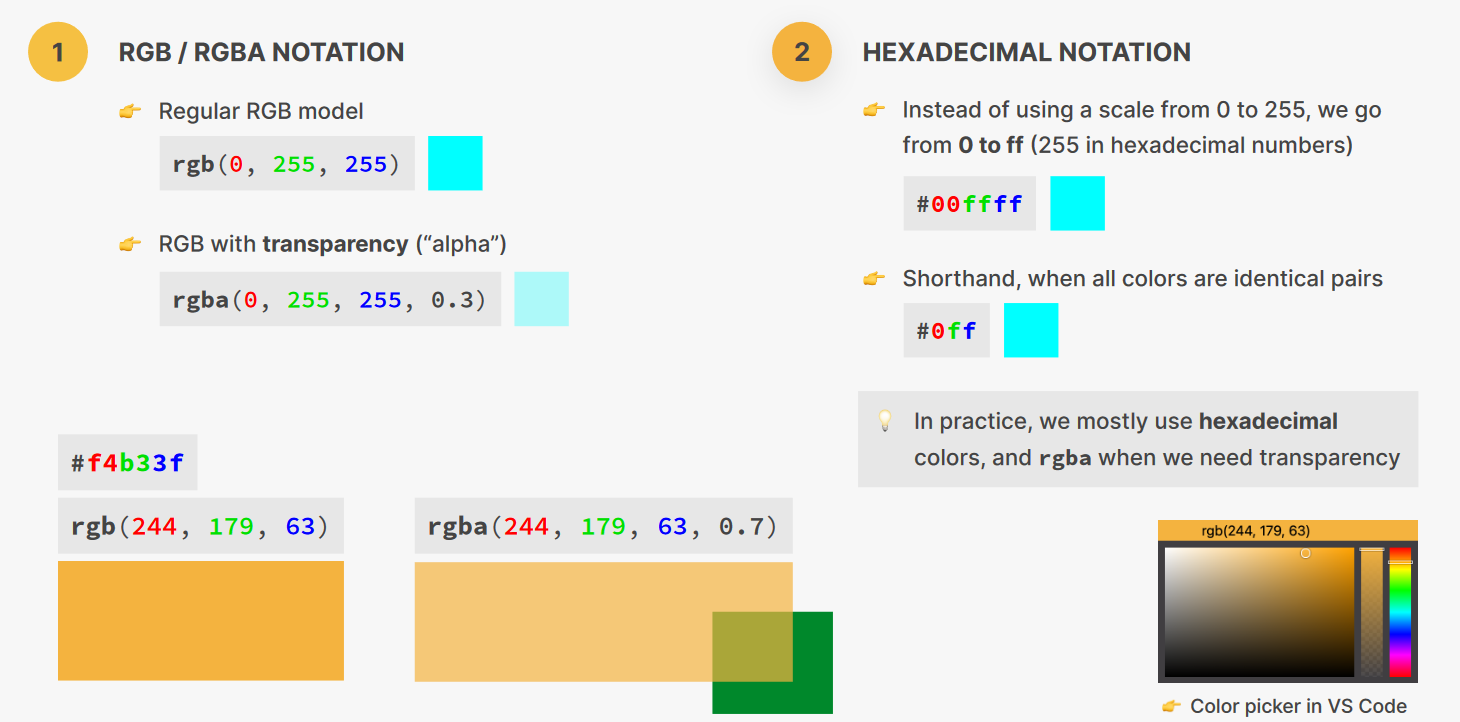 1
RGB / RGBA NOTATION
👉 Regular RGB model
rgb(0, 255, 255)
👉 RGB with transparency (“alpha”)
rgba(0, 255, 255, 0.3)
#f4b33f
rgb(244, 179, 63)
rgba(244, 179, 63, 0.7)
2
HEXADECIMAL NOTATION
👉 Instead of using a scale from 0 to 255, we go
from 0 to ff (255 in hexadecimal numbers)
#00ffff
👉 Shorthand, when all colors are identical pairs
#0ff
💡 In practice, we mostly use hexadecimal
colors, and rgba when we need transparency
rgb(244, 179, 63)
👉 Color picker in VS Code